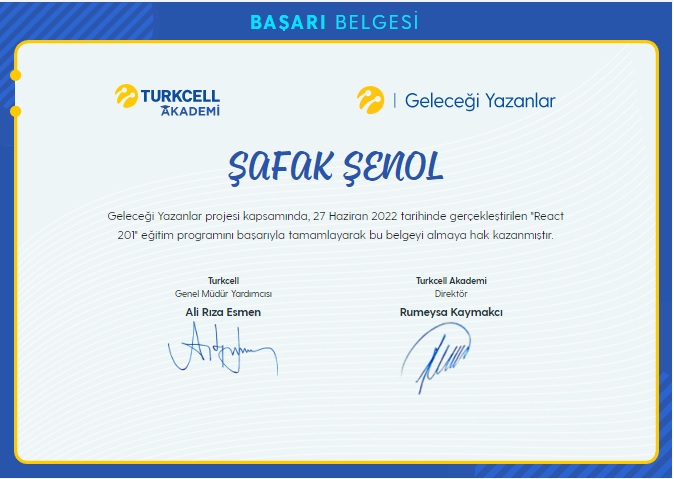 BAŞARI BELGESİ
TURKCELL
AKADEMİ
Geleceği Yazanlar
ŞAFAK ŞENOL
Geleceği Yazanlar projesi kapsamında, 27 Haziran 2022 tarihinde gerçekleştirilen "React
201" eğitim programını başarıyla tamamlayarak bu belgeyi almaya hak kazanmıştır.
Turkcell
Genel Müdür Yardımcısı
Ali Rıza Esmen
Turkcell Akademi
Direktör
Rumeysa Kaymakcı